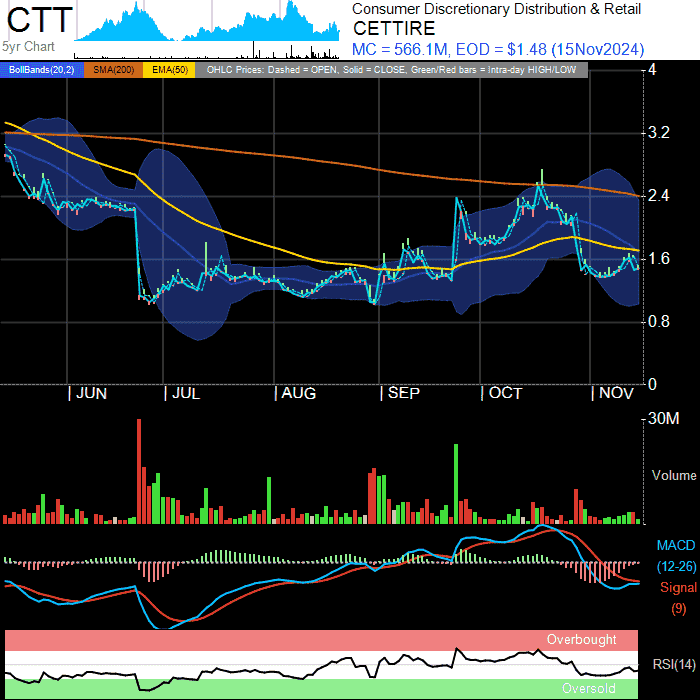 CTT
5yr Chart
Consumer Discretionary Distribution & Retail
CETTIRE
MC = 566.1M, EOD = $1.48 (15Nov2024)
BollBands(20,2) SMA(200) EMA(50) OHLC Prices: Dashed = OPEN, Solid = CLOSE, Green/Red bars = Intra-day HIGH/LOW
4
3.2
2.4
1.6
0.8
0
| JUN | JUL | AUG | SEP | OCT | NOV
30M
Volume
MACD
(12-26)
Signal
(9)
Overbought
RSI(14)
Oversold